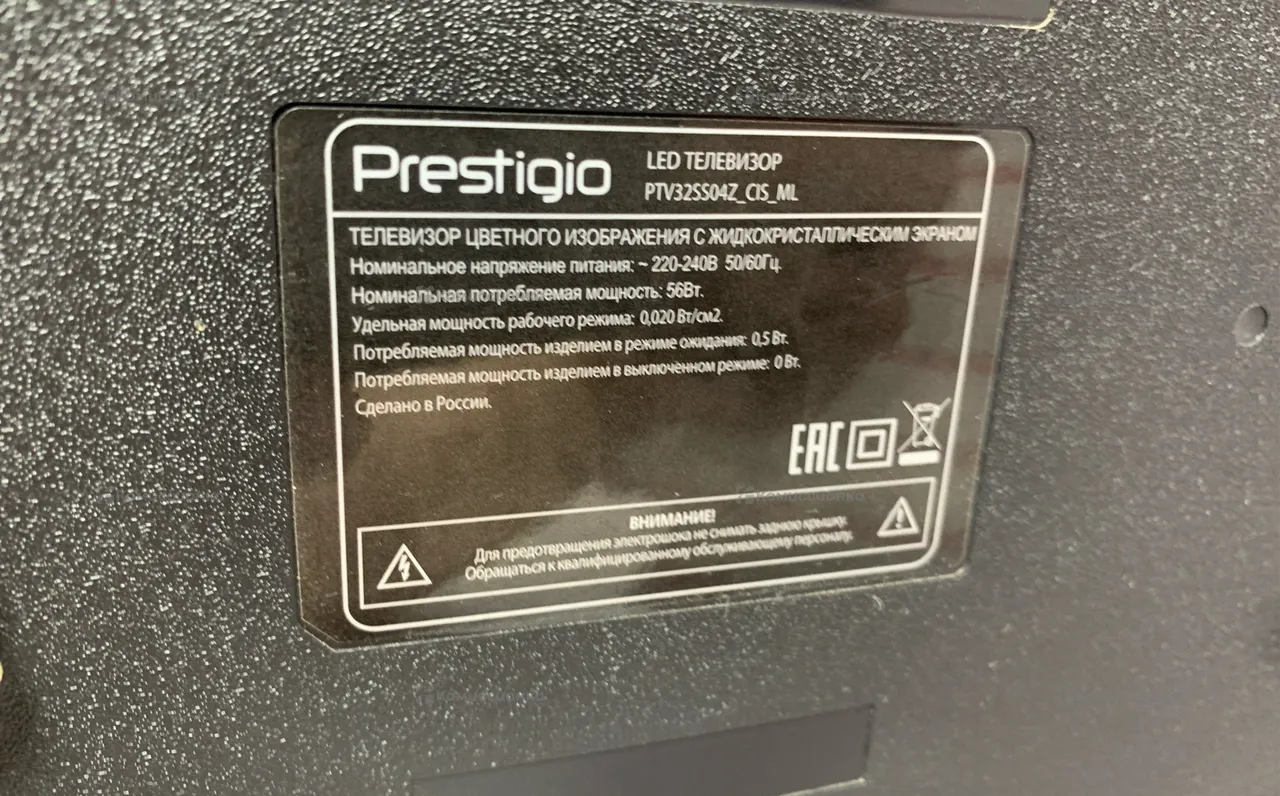 Prestigio
LED ТЕЛЕВИЗОР
PTV32SS04Z_CIS_ML
ТЕЛЕВИЗОР ЦВЕТНОГО ИЗОБРАЖЕНИЯ С ЖИДКОКРИСТАЛЛИЧЕСКИМ ЭКРАНОМ
Номинальное напряжение питания: ~ 220-240В 50/60Гц.
Номинальная потребляемая мощность: 56Вт.
Удельная мощность рабочего режима: 0,020 Вт/см2.
Потребляемая мощность изделием в режиме ожидания: 0,5 Вт.
Потребляемая мощность изделием в выключенном режиме: 0 Вт.
Сделано в России.
EAC
ВНИМАНИЕ!
Для предотвращения электрошока не снимать заднюю крышку.
Обращаться к квалифицированному обслуживающему персоналу.